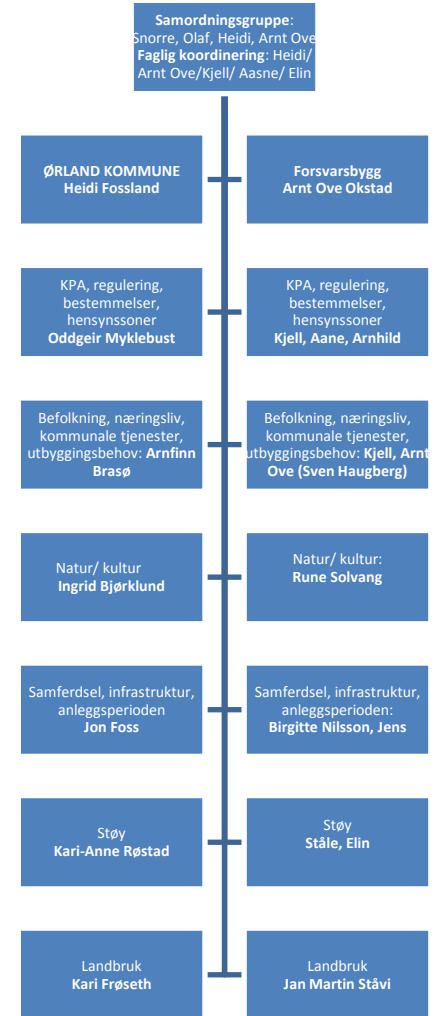 Samordningsgruppe:
Snorre, Olaf, Heidi, Arnt Ove
Faglig koordinering: Heidi/
Arnt Ove/Kjell/ Aasne/ Elin
ØRLAND KOMMUNE
Heidi Fossland
Forsvarsbygg
Arnt Ove Okstad
KPA, regulering,
bestemmelser,
hensynssoner
Oddgeir Myklebust
KPA, regulering,
bestemmelser,
hensynssoner
Kjell, Aane, Arnhild
Befolkning, næringsliv,
kommunale tjenester,
utbyggingsbehov: Arnfinn
Brasø
Befolkning, næringsliv,
kommunale tjenester,
utbyggingsbehov: Kjell, Arnt
Ove (Sven Haugberg)
Natur/ kultur
Ingrid Bjørklund
Natur/ kultur:
Rune Solvang
Samferdsel, infrastruktur,
anleggsperioden
Jon Foss
Samferdsel, infrastruktur,
anleggsperioden:
Birgitte Nilsson, Jens
Støy
Kari-Anne Røstad
Støy
Ståle, Elin
Landbruk
Kari Frøseth
Landbruk
Jan Martin Ståvi